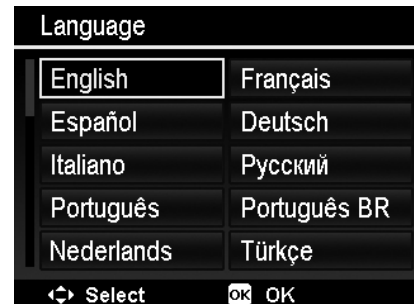 Language
English Français
Español Deutsch
Italiano Русский
Português Português BR
Nederlands Türkçe
Select OK OK